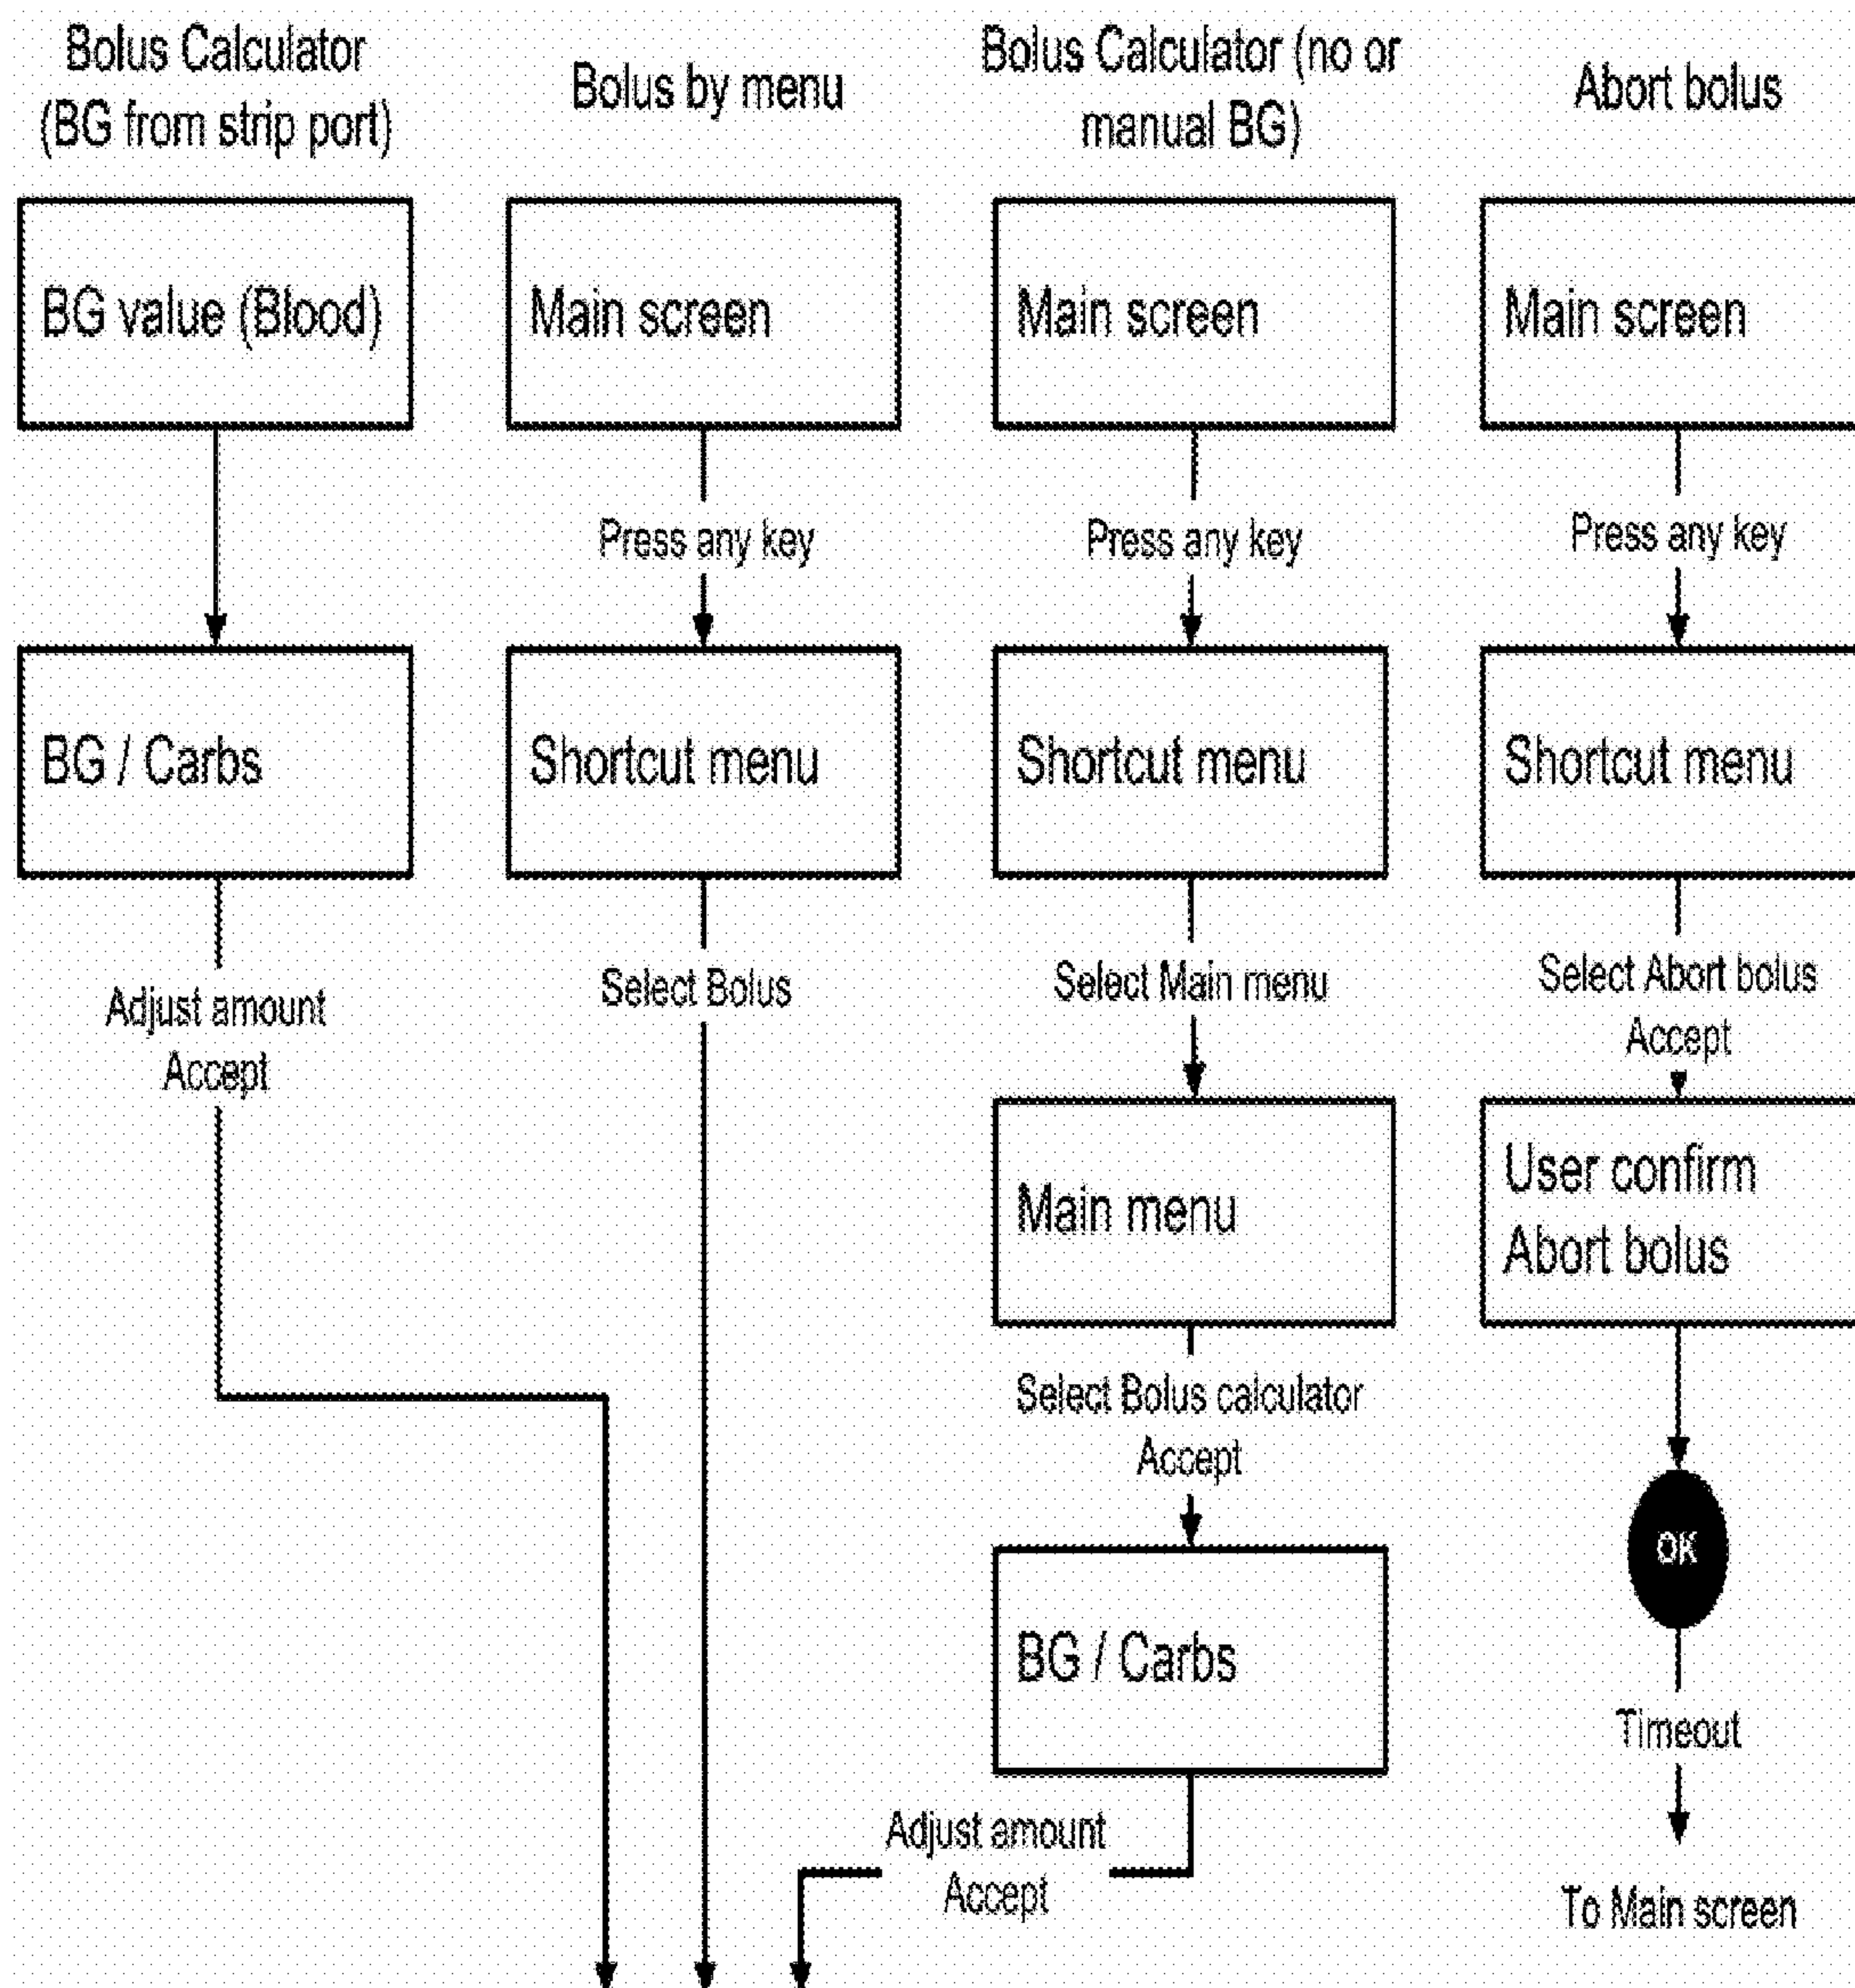 Bolus Calculator
(BG from strip port)
Bolus by menu
Bolus Calculator (no or
manual BG)
Abort bolus
BG value (Blood)
Main screen
Main screen
Main screen
Press any key
Press any key
Press any key
BG / Carbs
Shortcut menu
Shortcut menu
Shortcut menu
Adjust amount
Accept
Select Bolus
Select Main menu
Select Abort bolus
Accept
Main menu
User confirm
Abort bolus
Select Bolus calculator
Accept
OK
BG / Carbs
Timeout
Adjust amount
Accept
To Main screen